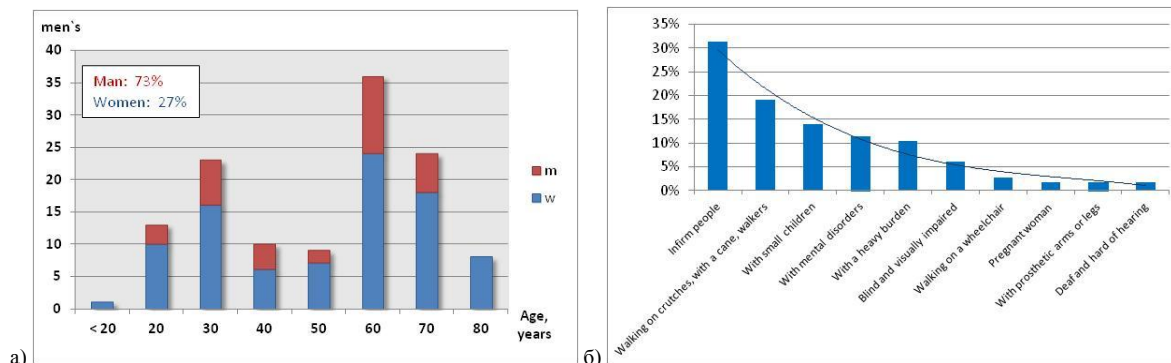 men`s
40
35
30
25
20
15
10
5
0
Man: 73%
Women: 27%
m
w
< 20 20 30 40 50 60 70 80
Age,
years
а)
35%
30%
25%
20%
15%
10%
5%
0%
Infirm people
Walking on crutches, with a cane, walkers
With small children
With mental disorders
With a heavy burden
Blind and visually impaired
Walking on a wheelchair
Pregnant woman
With prosthetic arms or legs
Deaf and hard of hearing
б)